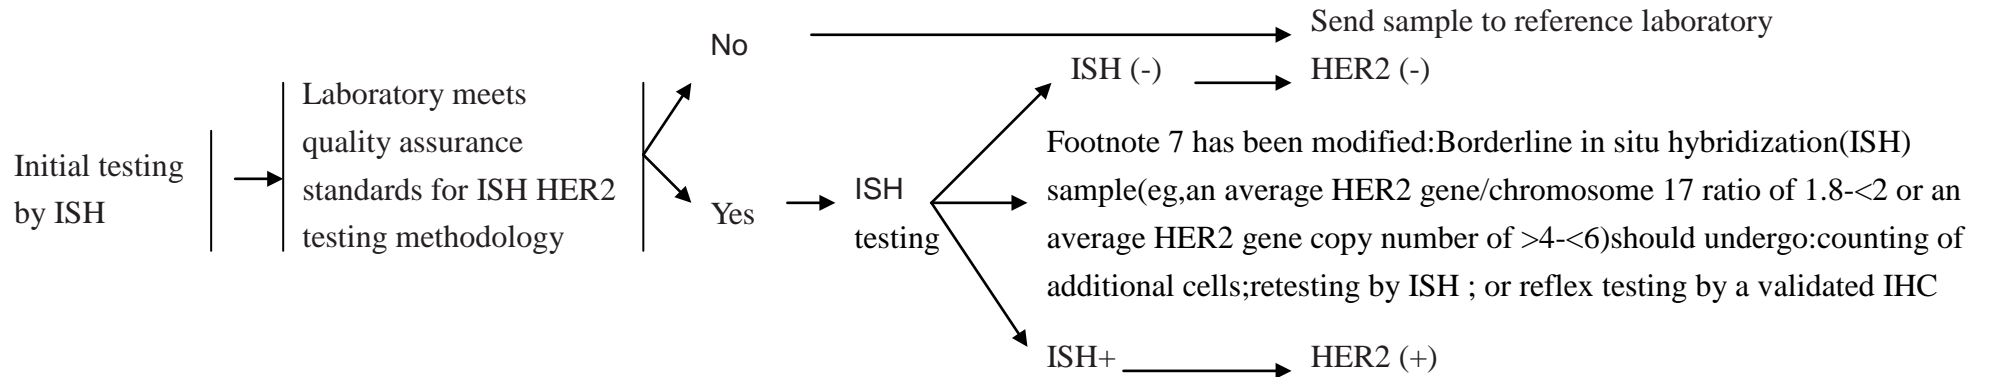 Initial testing
by ISH
Laboratory meets
quality assurance
standards for ISH HER2
testing methodology
No
Send sample to reference laboratory
Yes
ISH
testing
ISH (-)
HER2 (-)
Footnote 7 has been modified:Borderline in situ hybridization(ISH)
sample(eg,an average HER2 gene/chromosome 17 ratio of 1.8-<2 or an
average HER2 gene copy number of >4-<6)should undergo:counting of
additional cells;retesting by ISH ; or reflex testing by a validated IHC
ISH+
HER2 (+)